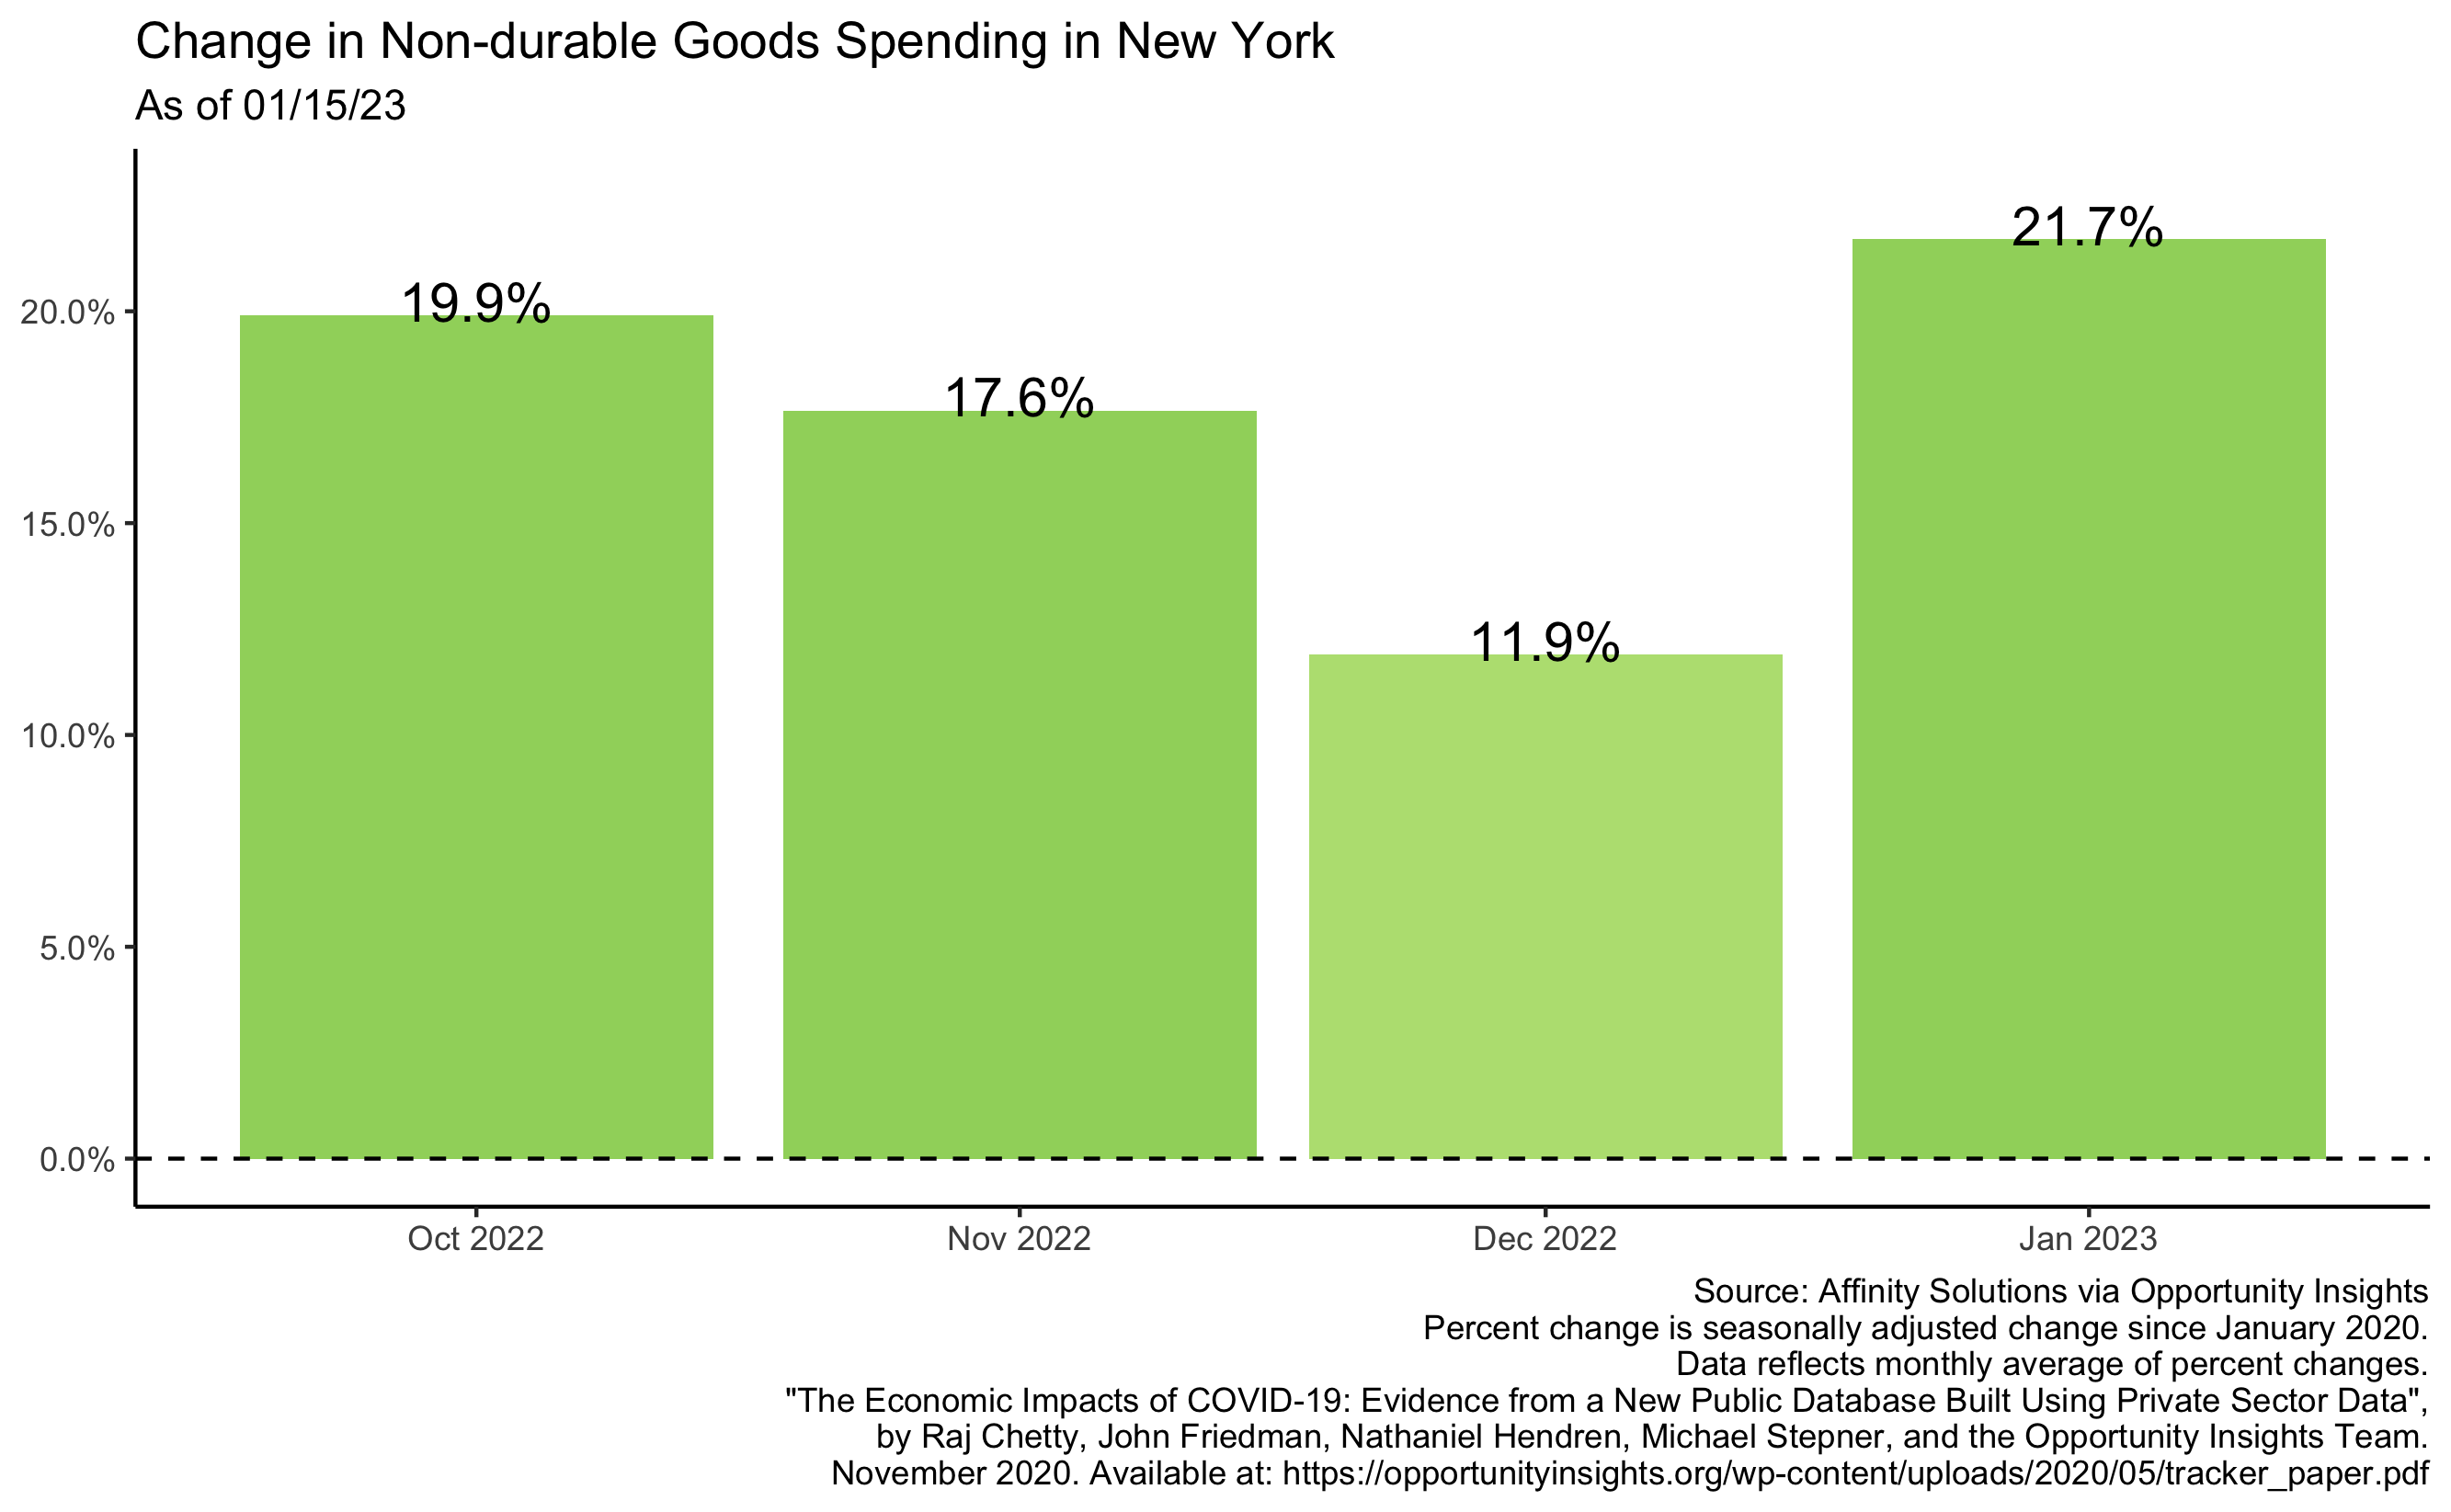 Change in Non-durable Goods Spending in New York
As of 01/15/23
21.7%
19.9%
20.0%
17.6%
15.0%
11.9%
10.0%
5.0%
0.0%
Oct 2022
Nov 2022
Dec 2022
Jan 2023
Source: Affinity Solutions via Opportunity Insights
Percent change is seasonally adjusted change since January 2020.
Data reflects monthly average of percent changes.
"The Economic Impacts of COVID-19: Evidence from a New Public Database Built Using Private Sector Data",
by Raj Chetty, John Friedman, Nathaniel Hendren, Michael Stepner, and the Opportunity Insights Team.
November 2020. Available at: https://opportunityinsights.org/wp-content/uploads/2020/05/tracker_paper.pdf